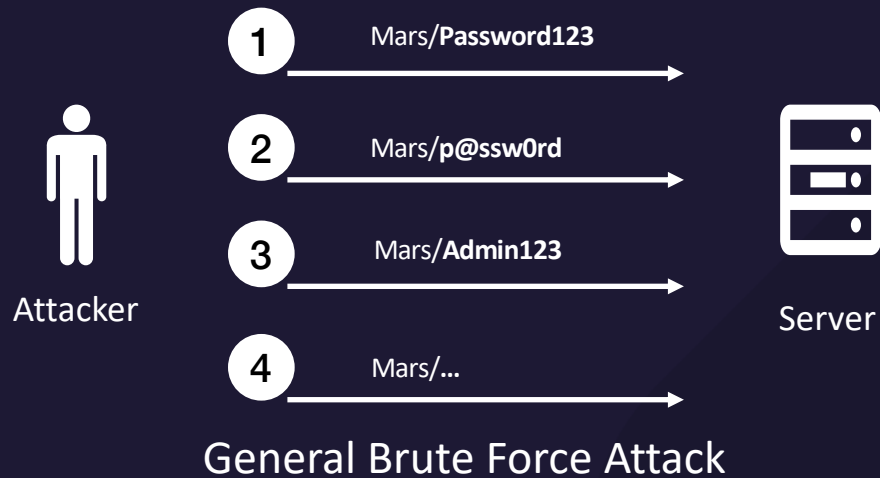 1 Mars/Password123
2 Mars/p@ssw0rd
3 Mars/Admin123
Attacker
Server
4 Mars/...
General Brute Force Attack